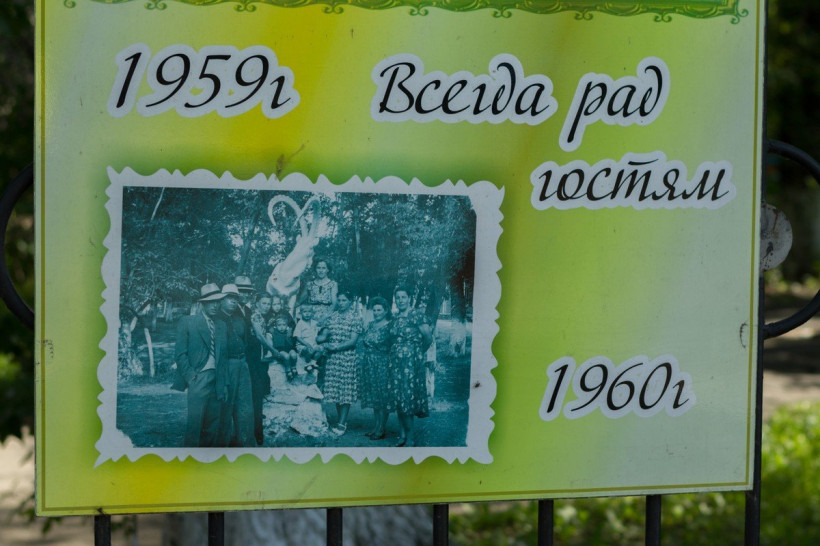 1959г
Всегда рад
гостям
1960г